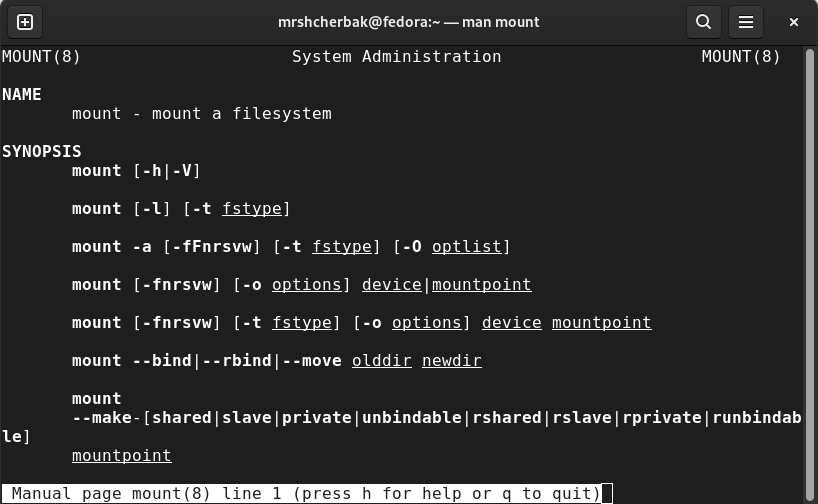 mrshcherbak@fedora:~ — man mount
MOUNT(8) System Administration MOUNT(8)
NAME
mount - mount a filesystem
SYNOPSIS
mount [-h|-V]
mount [-l] [-t fstype]
mount -a [-fFnrsvw] [-t fstype] [-O optlist]
mount [-fnrsvw] [-o options] device|mountpoint
mount [-fnrsvw] [-t fstype] [-o options] device mountpoint
mount --bind|--rbind|--move olddir newdir
mount
--make-[shared|slave|private|unbindable|rshared|rslave|rprivate|runbindab
le]
mountpoint
Manual page mount(8) line 1 (press h for help or q to quit)